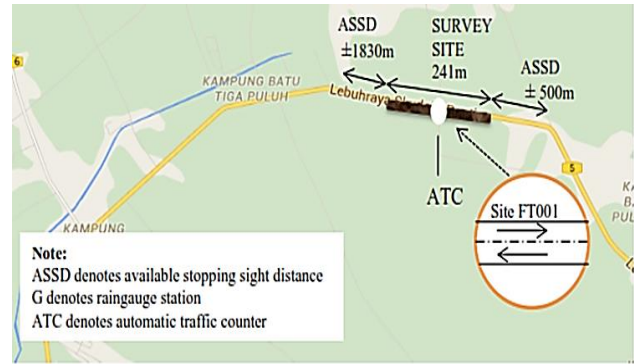 ASSD
±1830m
SURVEY
SITE
241m
ASSD
± 500m
6
KAMPUNG BATU
TIGA PULUH
Lebuhraya
ATC
5
Site FT001
KAMPUNG
Note:
ASSD denotes available stopping sight distance
G denotes raingauge station
ATC denotes automatic traffic counter